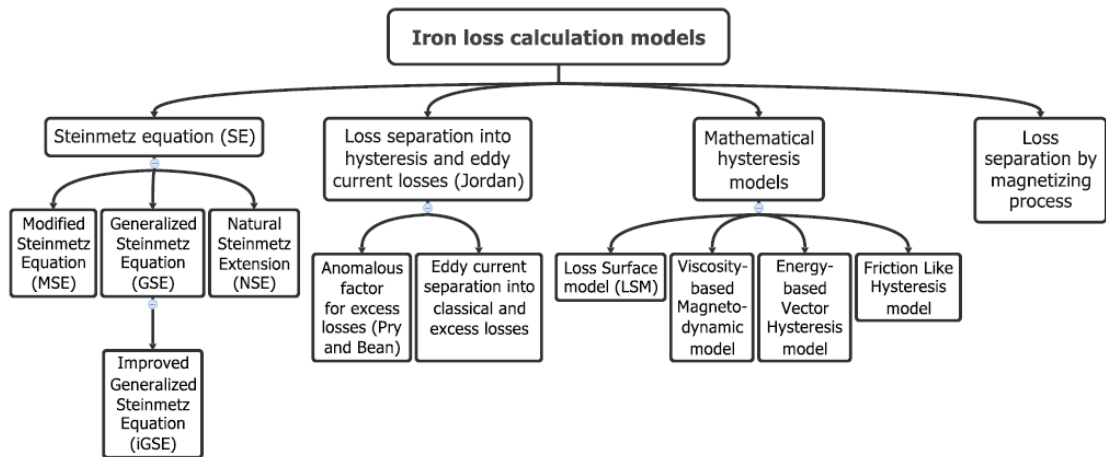 Iron loss calculation models
Steinmetz equation (SE)
Loss separation into
hysteresis and eddy
current losses (Jordan)
Mathematical
hysteresis
models
Loss
separation by
magnetizing
process
Modified
Steinmetz
Equation
(MSE)
Generalized
Steinmetz
Equation
(GSE)
Natural
Steinmetz
Extension
(NSE)
Anomalous
factor
for excess
losses (Pry
and Bean)
Eddy current
separation into
classical and
excess losses
Loss Surface
model (LSM)
Viscosity-
based
Magneto-
dynamic
model
Energy-
based
Vector
Hysteresis
model
Friction Like
Hysteresis
model
Improved
Generalized
Steinmetz
Equation
(iGSE)